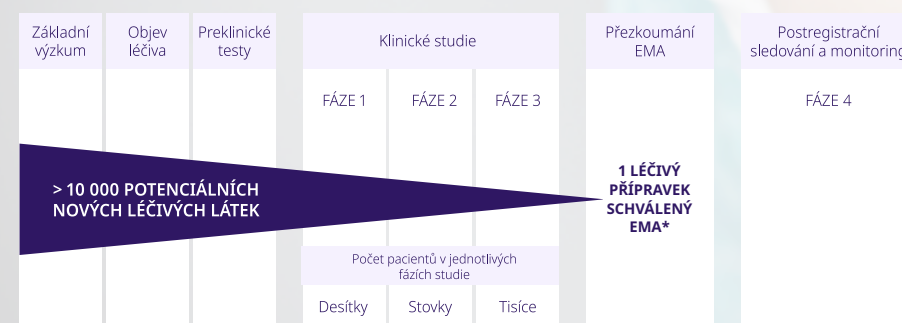 Základní
výzkum
Objev
léčiva
Preklinické
testy
Klinické studie
Přezkoumání
EMA
Postregistrační
sledování a monitoring
FÁZE 1
FÁZE 2
FÁZE 3
FÁZE 4
> 10 000 POTENCIÁLNÍCH
NOVÝCH LÉČIVÝCH LÁTEK
1 LÉČIVÝ
PŘÍPRAVEK
SCHVÁLENÝ
EMA*
Počet pacientů v jednotlivých
fázích studie
Desítky
Stovky
Tisíce